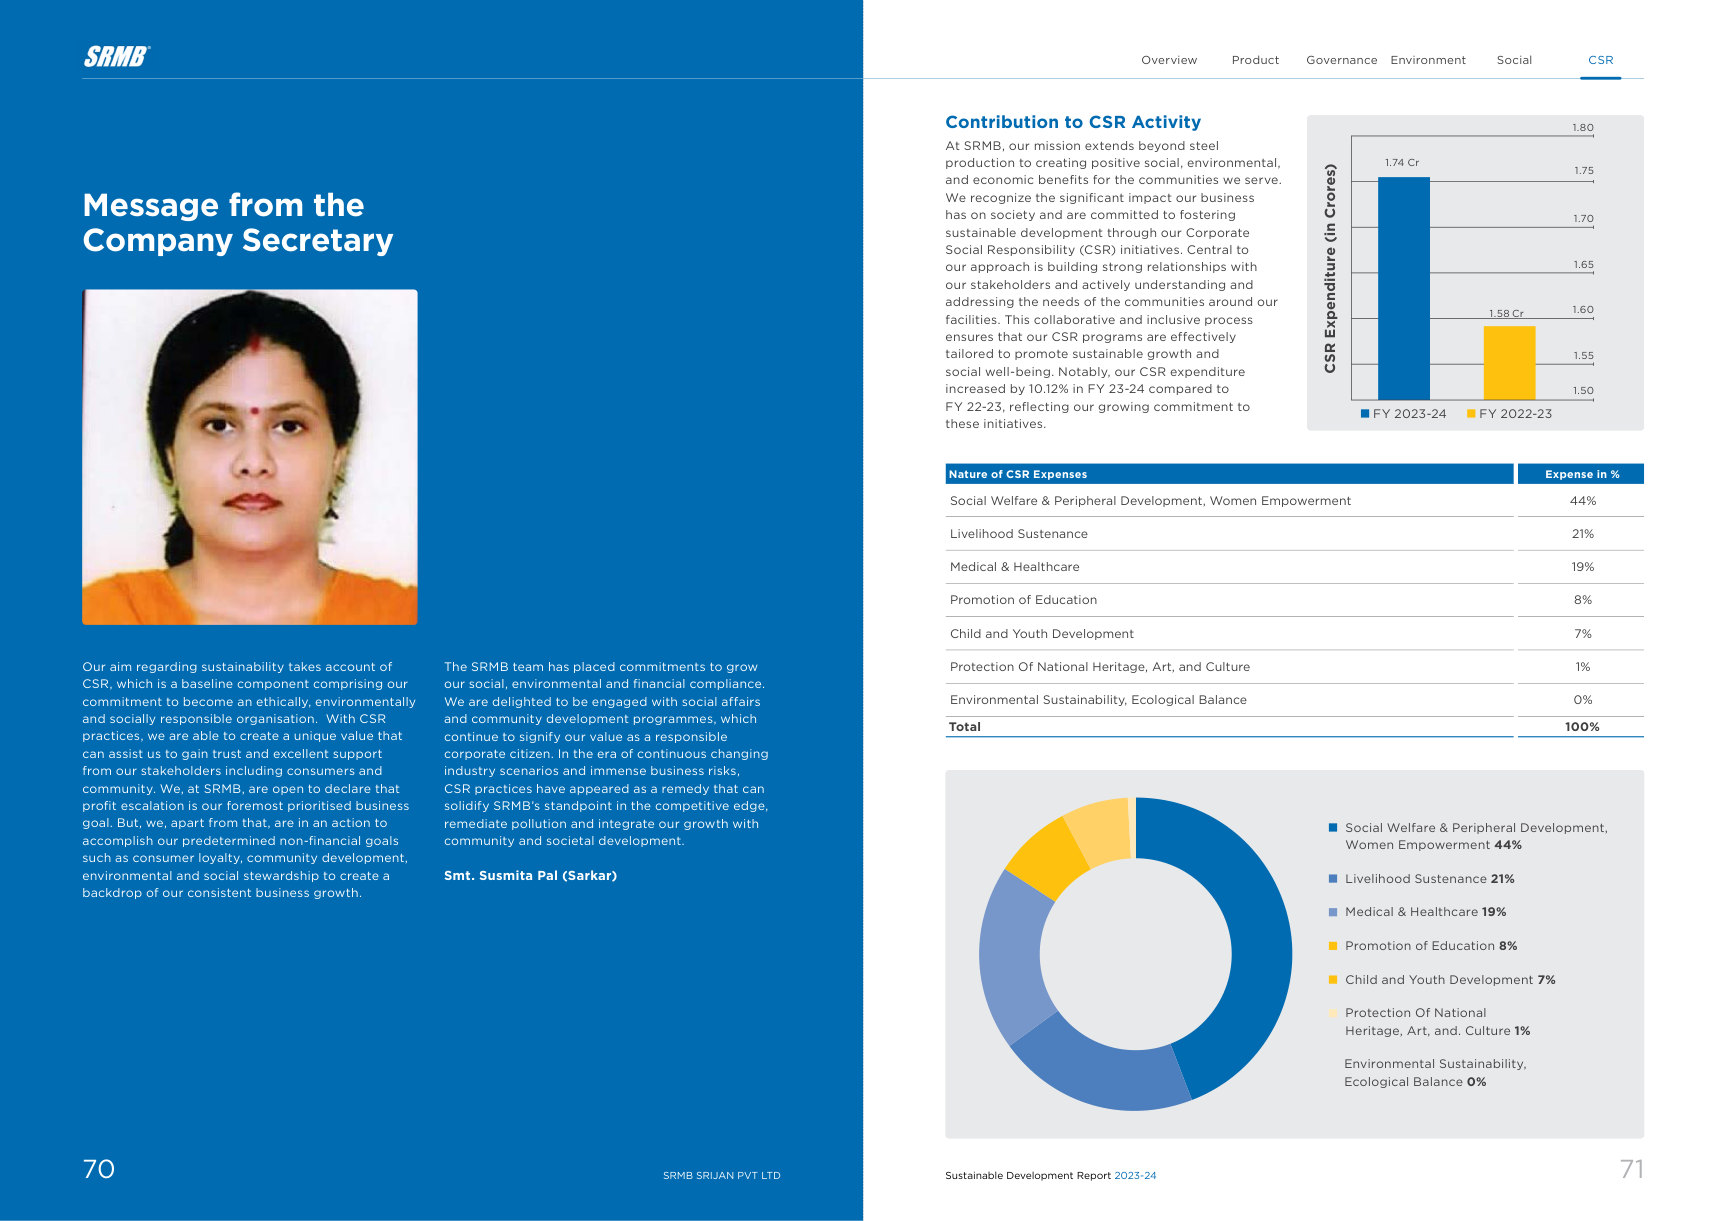 SRMB
Message from the
Company Secretary
Our aim regarding sustainability takes account of
CSR, which is a baseline component comprising our
commitment to become an ethically, environmentally
and socially responsible organisation.  With CSR
practices, we are able to create a unique value that
can assist us to gain trust and excellent support
from our stakeholders including consumers and
community. We, at SRMB, are open to declare that
profit escalation is our foremost prioritised business
goal. But, we, apart from that, are in an action to
accomplish our predetermined non-financial goals
such as consumer loyalty, community development,
environmental and social stewardship to create a
backdrop of our consistent business growth.
The SRMB team has placed commitments to grow
our social, environmental and financial compliance.
We are delighted to be engaged with social affairs
and community development programmes, which
continue to signify our value as a responsible
corporate citizen. In the era of continuous changing
industry scenarios and immense business risks,
CSR practices have appeared as a remedy that can
solidify SRMB's standpoint in the competitive edge,
remediate pollution and integrate our growth with
community and societal development.
Smt. Susmita Pal (Sarkar)
70
SRMB SRIJAN PVT LTD
Overview Product Governance Environment Social CSR
Contribution to CSR Activity
At SRMB, our mission extends beyond steel
production to creating positive social, environmental,
and economic benefits for the communities we serve.
We recognize the significant impact our business
has on society and are committed to fostering
sustainable development through our Corporate
Social Responsibility (CSR) initiatives. Central to
our approach is building strong relationships with
our stakeholders and actively understanding and
addressing the needs of the communities around our
facilities. This collaborative and inclusive process
ensures that our CSR programs are effectively
tailored to promote sustainable growth and
social well-being. Notably, our CSR expenditure
increased by 10.12% in FY 23-24 compared to
FY 22-23, reflecting our growing commitment to
these initiatives.
CSR Expenditure (in Crores)
1.80
1.74 Cr
1.75
1.70
1.65
1.58 Cr
1.60
1.55
1.50
FY 2023-24 FY 2022-23
Nature of CSR Expenses Expense in %
Social Welfare & Peripheral Development, Women Empowerment 44%
Livelihood Sustenance 21%
Medical & Healthcare 19%
Promotion of Education 8%
Child and Youth Development 7%
Protection Of National Heritage, Art, and Culture 1%
Environmental Sustainability, Ecological Balance 0%
Total 100%
Social Welfare & Peripheral Development,
Women Empowerment 44%
Livelihood Sustenance 21%
Medical & Healthcare 19%
Promotion of Education 8%
Child and Youth Development 7%
Protection Of National
Heritage, Art, and. Culture 1%
Environmental Sustainability,
Ecological Balance 0%
Sustainable Development Report 2023-24
71